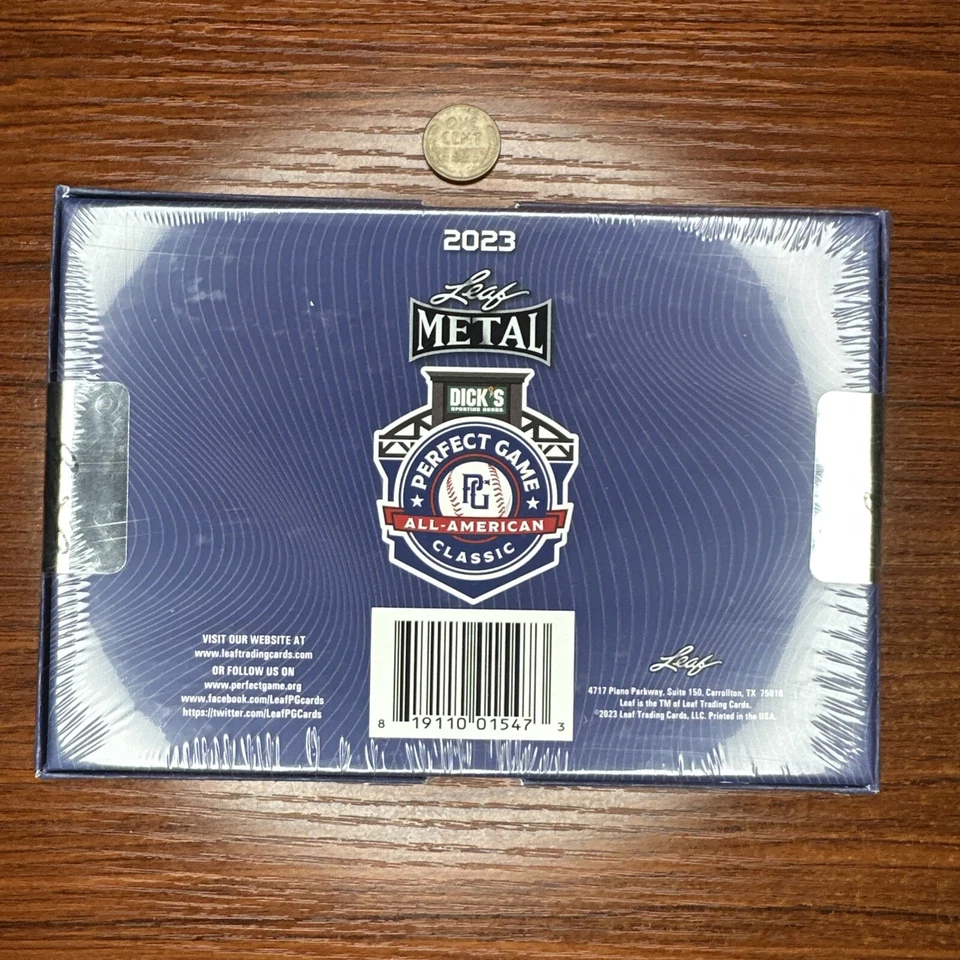 ONE
CENT
2023
Leaf
METAL
DICK'S
SPORTING GOODS
PERFECT GAME
PG
ALL-AMERICAN
CLASSIC
VISIT OUR WEBSITE AT
www.leaftradingcards.com
OR FOLLOW US ON
www.perfectgame.org
www.facebook.com/LeafPGcards
https://twitter.com/LeafPGcards
8 19110 01547 3
Leaf
4717 Plano Parkway, Suite 150, Carrollton, TX 75010
Leaf is the TM of Leaf Trading Cards.
©2023 Leaf Trading Cards, LLC. Printed in the USA.